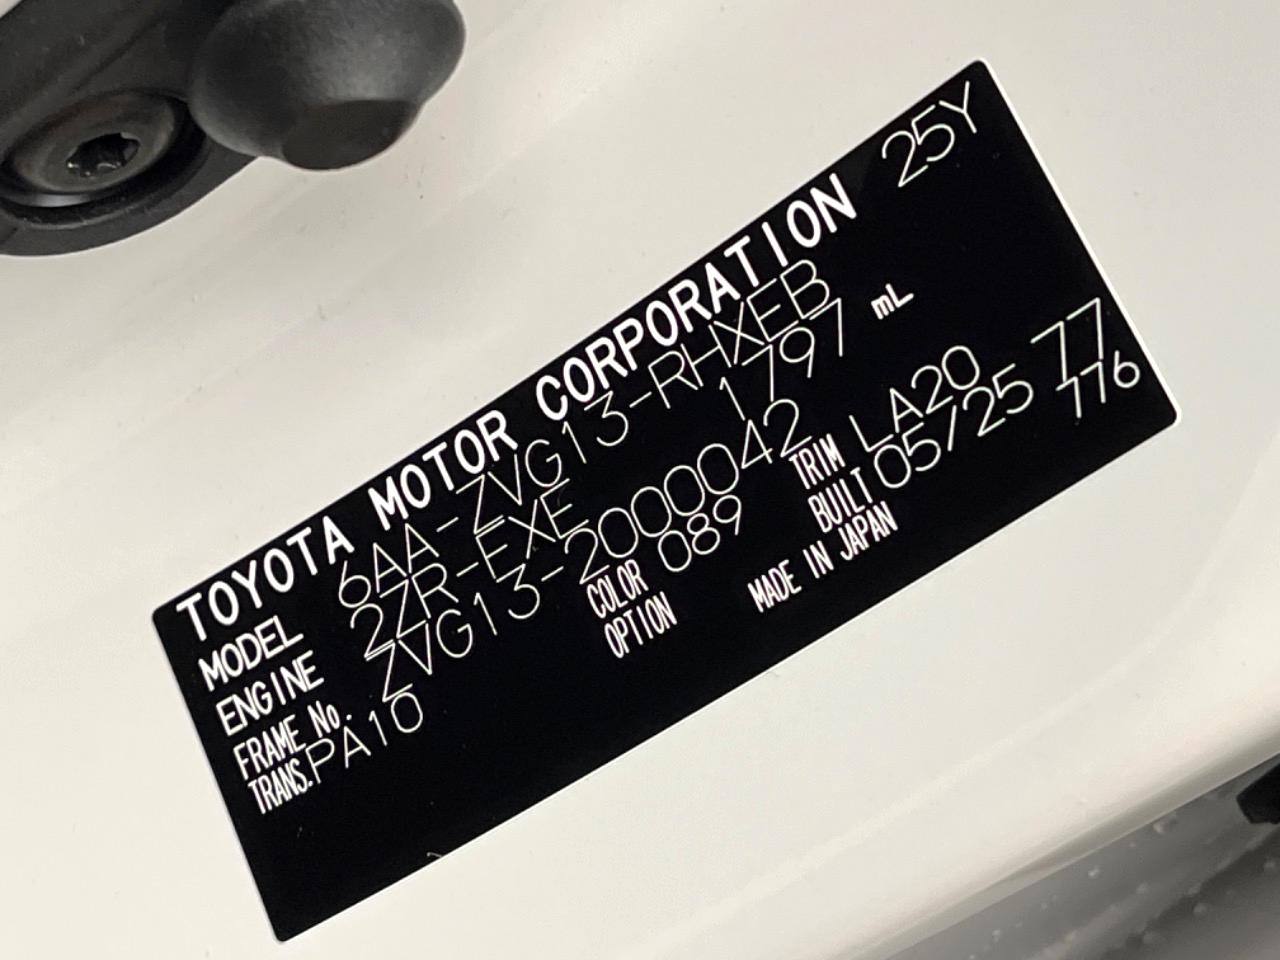 TOYOTA MOTOR CORPORATION 25Y
MODEL 6AA-ZVG13-RHXEB
ENGINE 2ZR-EXE 1797 mL
FRAME No. ZVG13-2000042
TRANS. PA10 COLOR 089 TRIM LA20 77
OPTION BUILT 05/25 776
MADE IN JAPAN